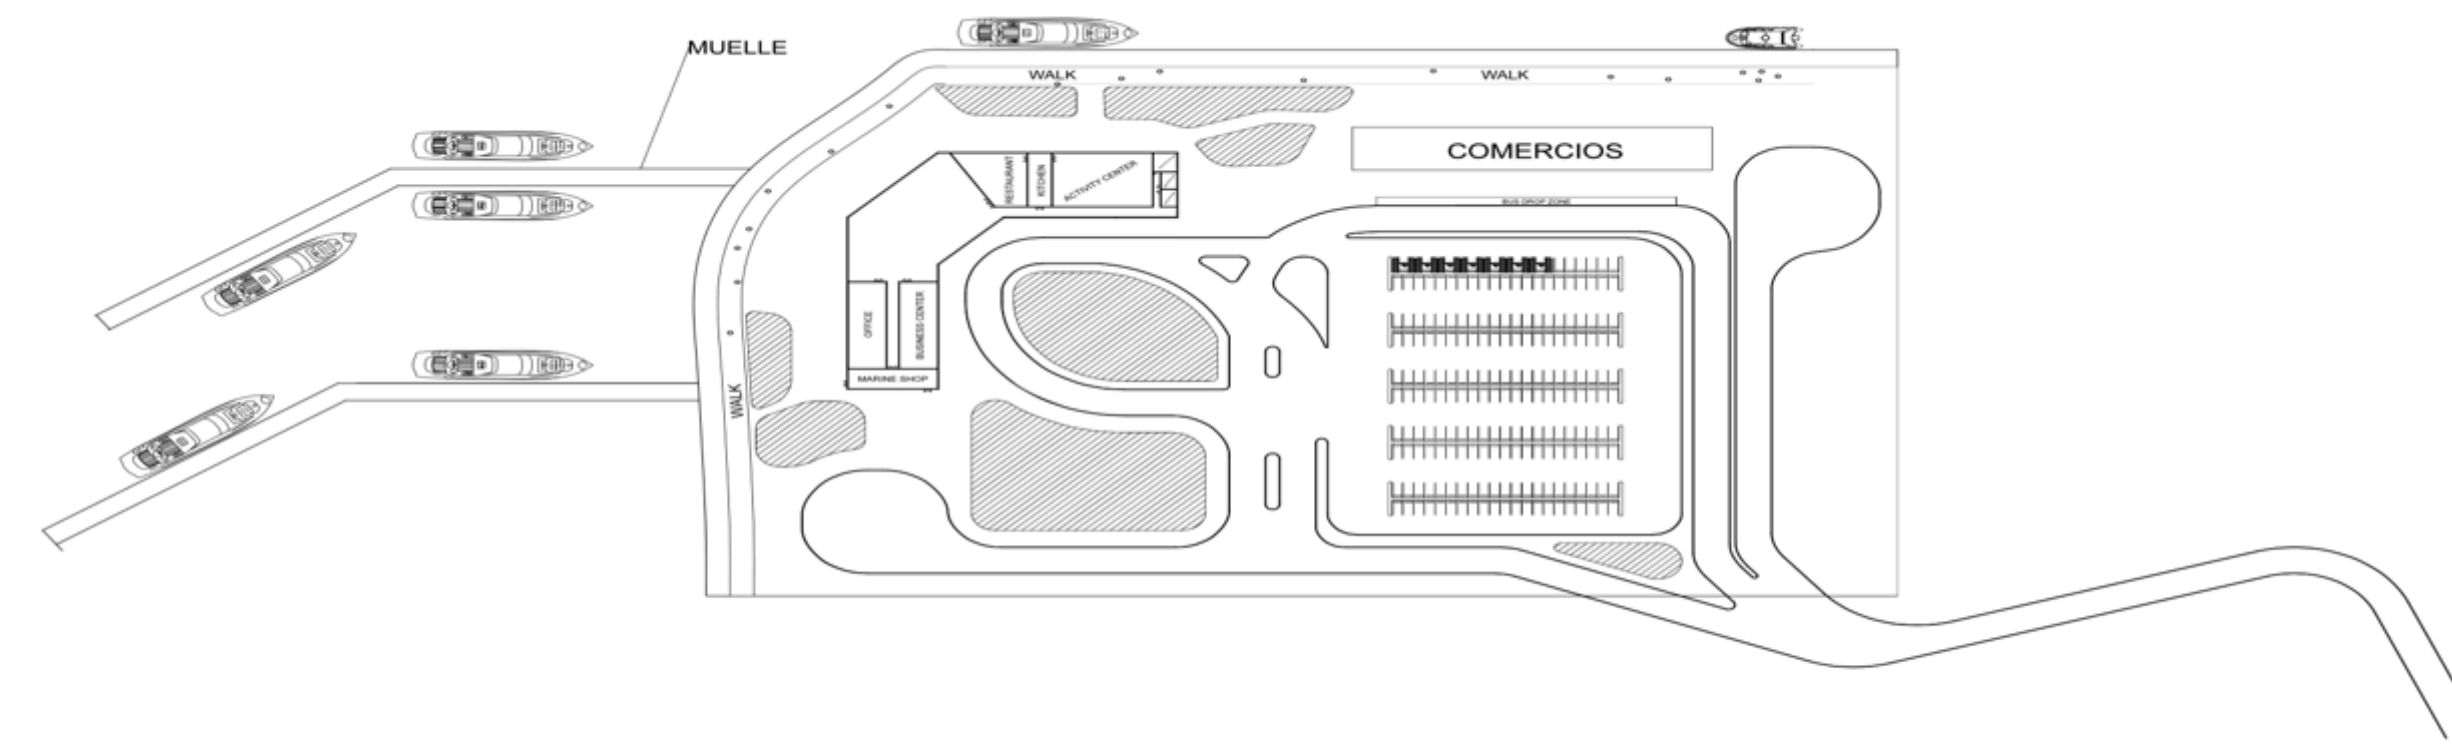 MUELLE
WALK
WALK
COMERCIOS
RESTAURANT
KITCHEN
ACTIVITY CENTER
BUS DROP ZONE
OFFICE
BUSINESS CENTER
MARINE SHOP
WALK